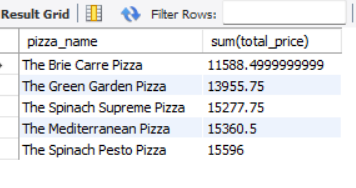 Result Grid Filter Rows:
pizza_name sum(total_price)
The Brie Carre Pizza 11588.4999999999
The Green Garden Pizza 13955.75
The Spinach Supreme Pizza 15277.75
The Mediterranean Pizza 15360.5
The Spinach Pesto Pizza 15596